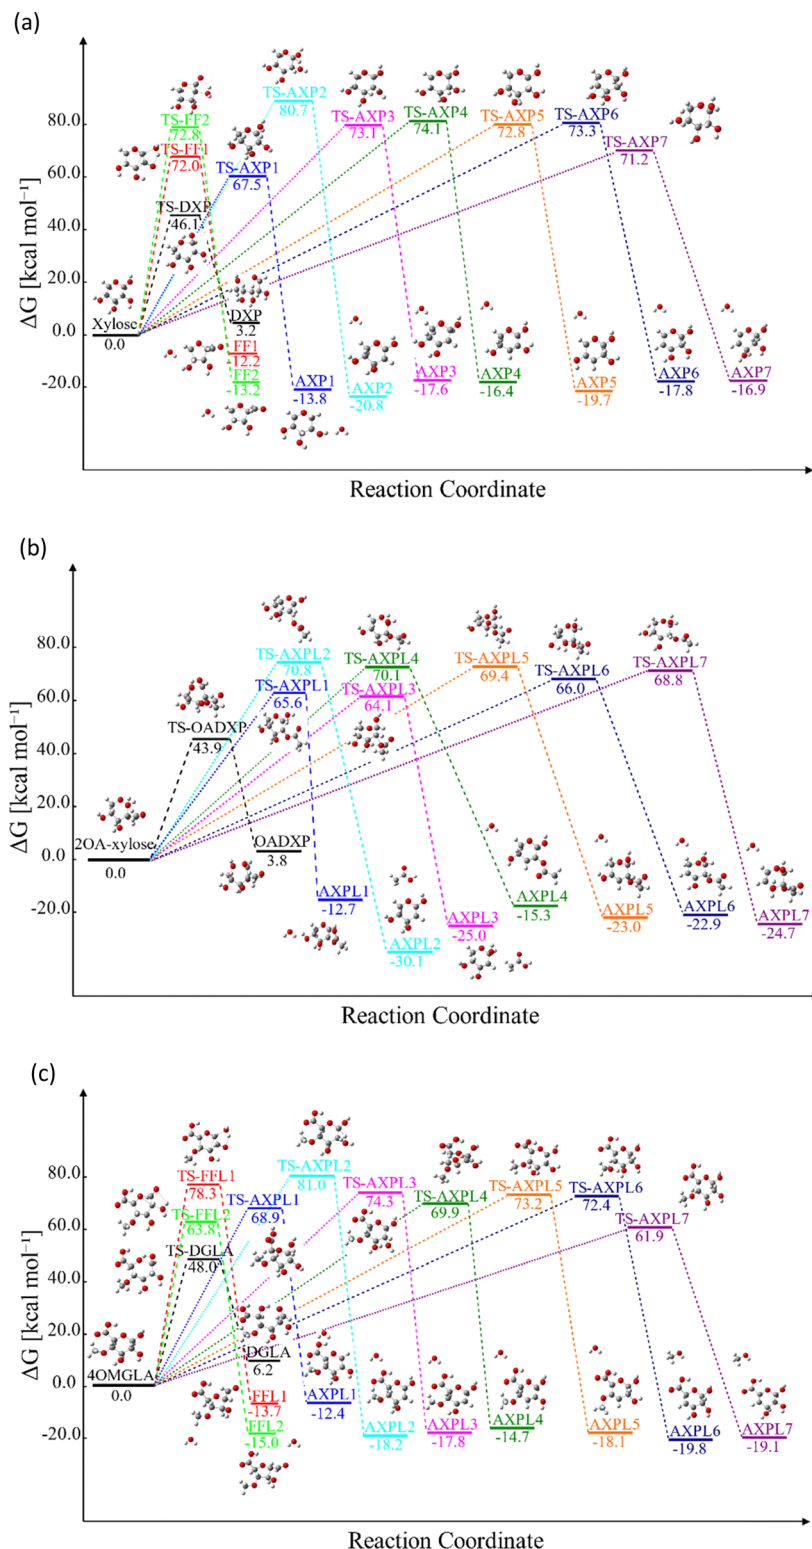 (a)
ΔG [kcal mol⁻¹]
80.0
60.0
40.0
20.0
0.0
-20.0
Xylose
0.0
TS-FF2
72.8
TS-FF1
72.0
TS-DXP
46.1
TS-AXP1
67.5
TS-AXP2
80.7
TS-AXP3
73.1
TS-AXP4
74.1
TS-AXP5
72.8
TS-AXP6
73.3
TS-AXP7
71.2
DXP
3.2
FF1
-12.2
FF2
-13.2
AXP1
-13.8
AXP2
-20.8
AXP3
-17.6
AXP4
-16.4
AXP5
-19.7
AXP6
-17.8
AXP7
-16.9
Reaction Coordinate
(b)
ΔG [kcal mol⁻¹]
80.0
60.0
40.0
20.0
0.0
-20.0
2OA-xylose
0.0
TS-OADXP
43.9
TS-AXPL2
70.8
TS-AXPL1
65.6
TS-AXPL4
70.1
TS-AXPL3
64.1
TS-AXPL5
69.4
TS-AXPL6
66.0
TS-AXPL7
68.8
OADXP
3.8
AXPL1
-12.7
AXPL2
-30.1
AXPL3
-25.0
AXPL4
-15.3
AXPL5
-23.0
AXPL6
-22.9
AXPL7
-24.7
Reaction Coordinate
(c)
ΔG [kcal mol⁻¹]
80.0
60.0
40.0
20.0
0.0
-20.0
4OMGLA
0.0
TS-FFL1
78.3
TS-FFL2
63.8
TS-DGLA
48.0
TS-AXPL1
68.9
TS-AXPL2
81.0
TS-AXPL3
74.3
TS-AXPL4
69.9
TS-AXPL5
73.2
TS-AXPL6
72.4
TS-AXPL7
61.9
DGLA
6.2
FFL1
-13.7
FFL2
-15.0
AXPL1
-12.4
AXPL2
-18.2
AXPL3
-17.8
AXPL4
-14.7
AXPL5
-18.1
AXPL6
-19.8
AXPL7
-19.1
Reaction Coordinate